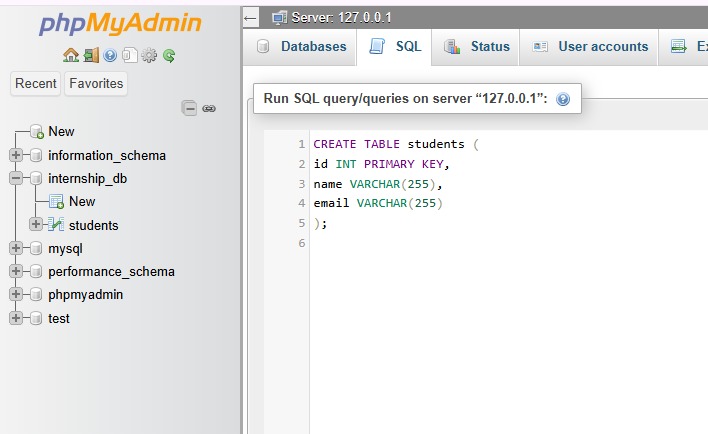 phpMyAdmin
Recent Favorites
New
information_schema
internship_db
New
students
mysql
performance_schema
phpmyadmin
test
Server: 127.0.0.1
Databases SQL Status User accounts
Run SQL query/queries on server “127.0.0.1”:
1 CREATE TABLE students (
2 id INT PRIMARY KEY,
3 name VARCHAR(255),
4 email VARCHAR(255)
5 );
6